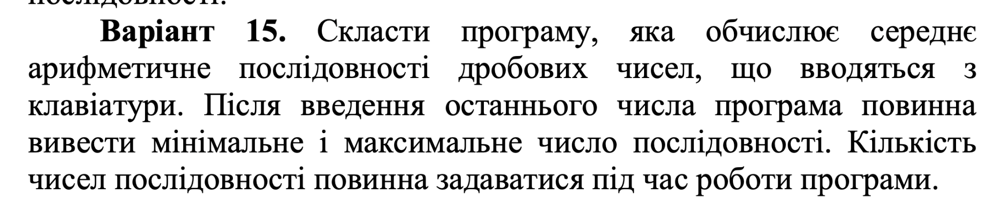 послідовності.
Варіант 15. Скласти програму, яка обчислює середнє
арифметичне послідовності дробових чисел, що вводяться з
клавіатури. Після введення останнього числа програма повинна
вивести мінімальне і максимальне число послідовності. Кількість
чисел послідовності повинна задаватися під час роботи програми.